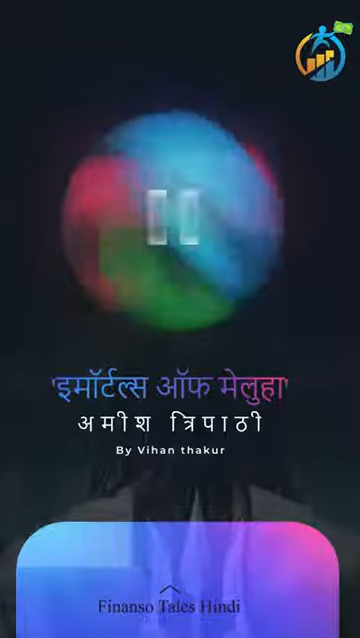 'इमॉर्टल्स ऑफ मेलुहा'
अमीश त्रिपाठी
By Vihan thakur
Finanso Tales Hindi